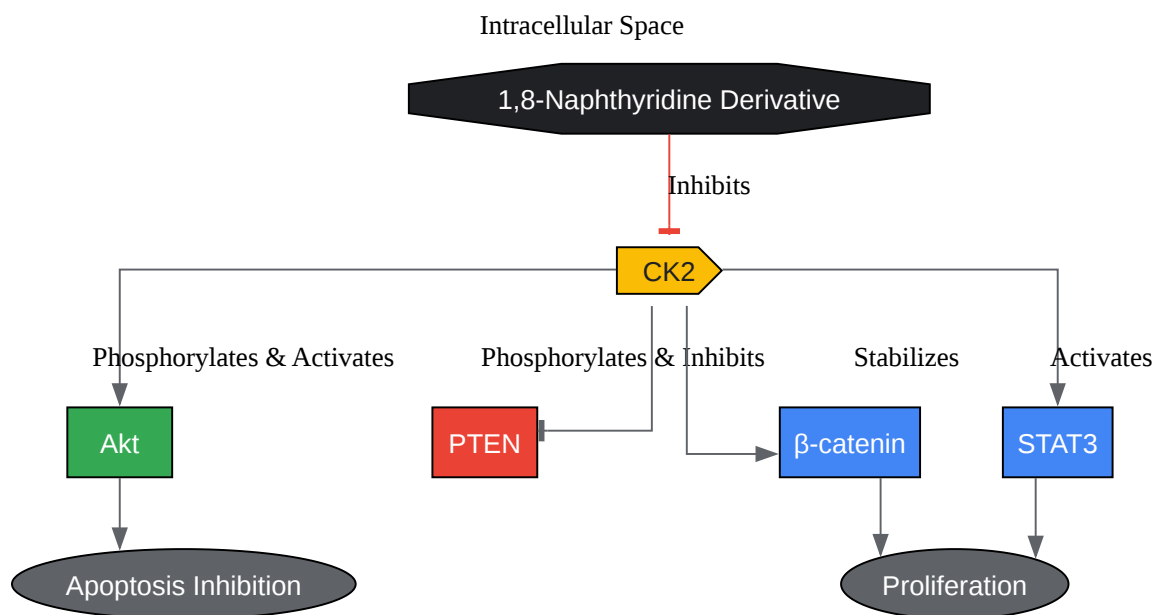 Intracellular Space
1,8-Naphthyridine Derivative
Inhibits
CK2
Phosphorylates & Activates
Phosphorylates & Inhibits
Stabilizes
Activates
Akt
PTEN
β-catenin
STAT3
Apoptosis Inhibition
Proliferation